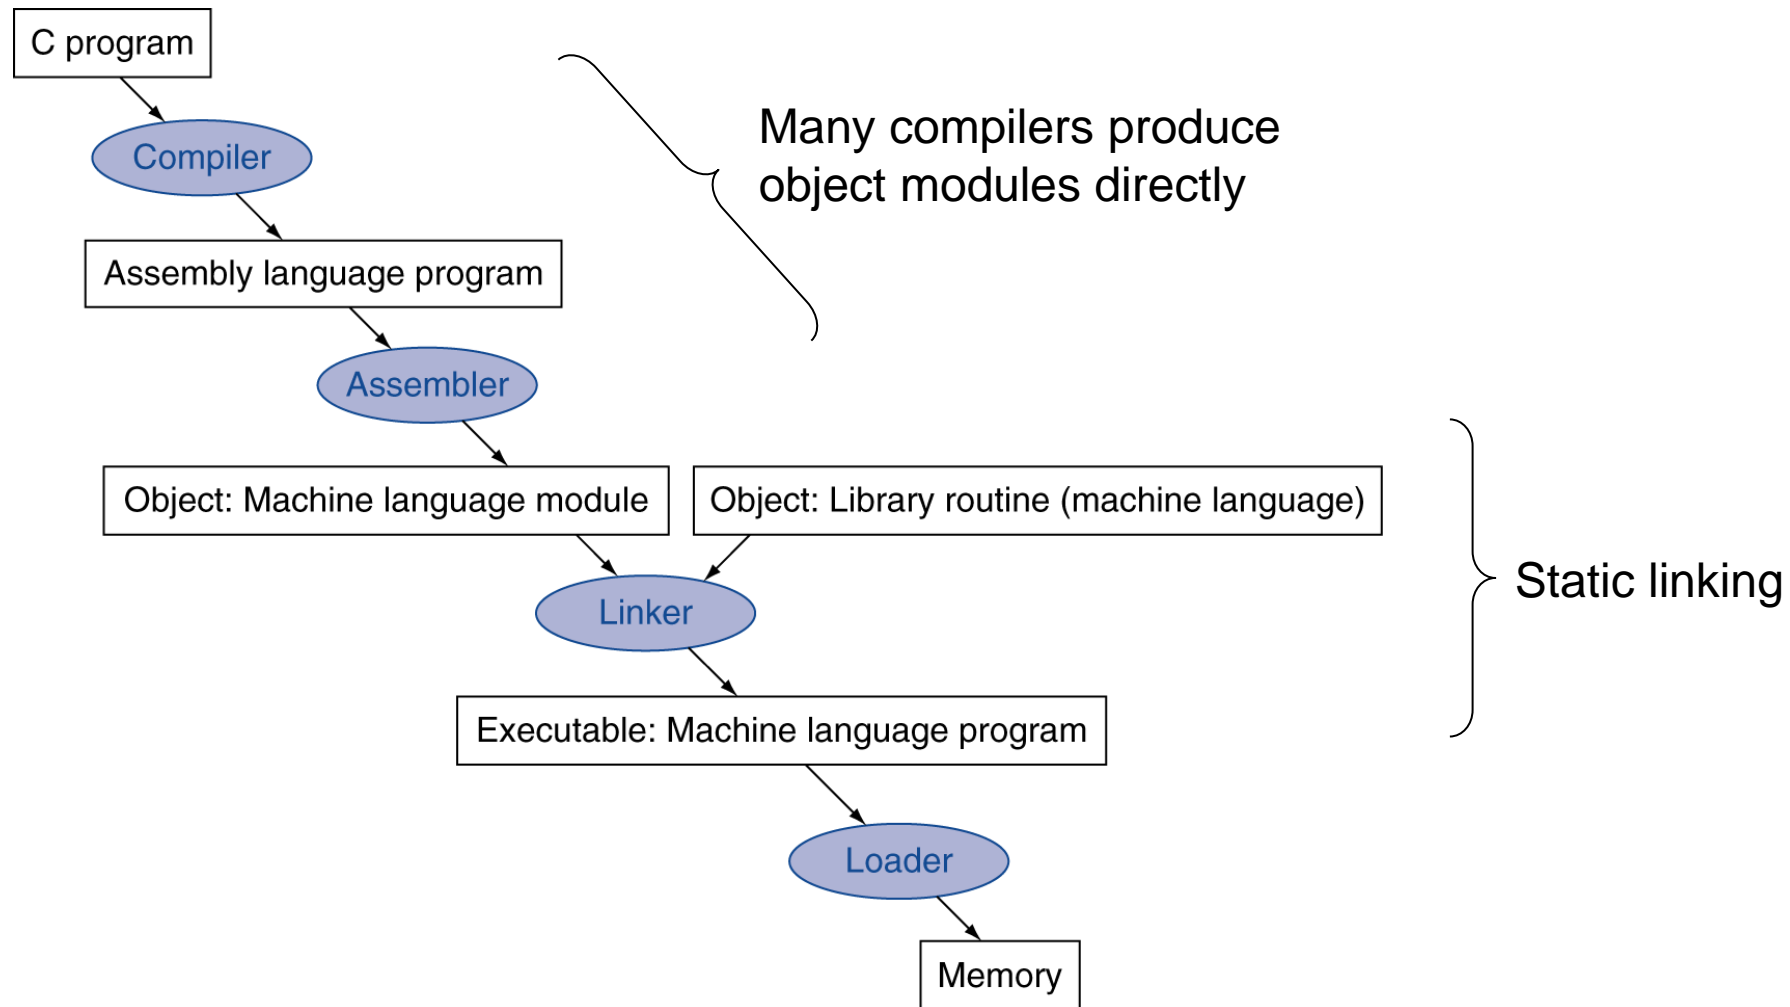 C program
Compiler
Many compilers produce
object modules directly
Assembly language program
Assembler
Object: Machine language module
Object: Library routine (machine language)
Linker
Static linking
Executable: Machine language program
Loader
Memory